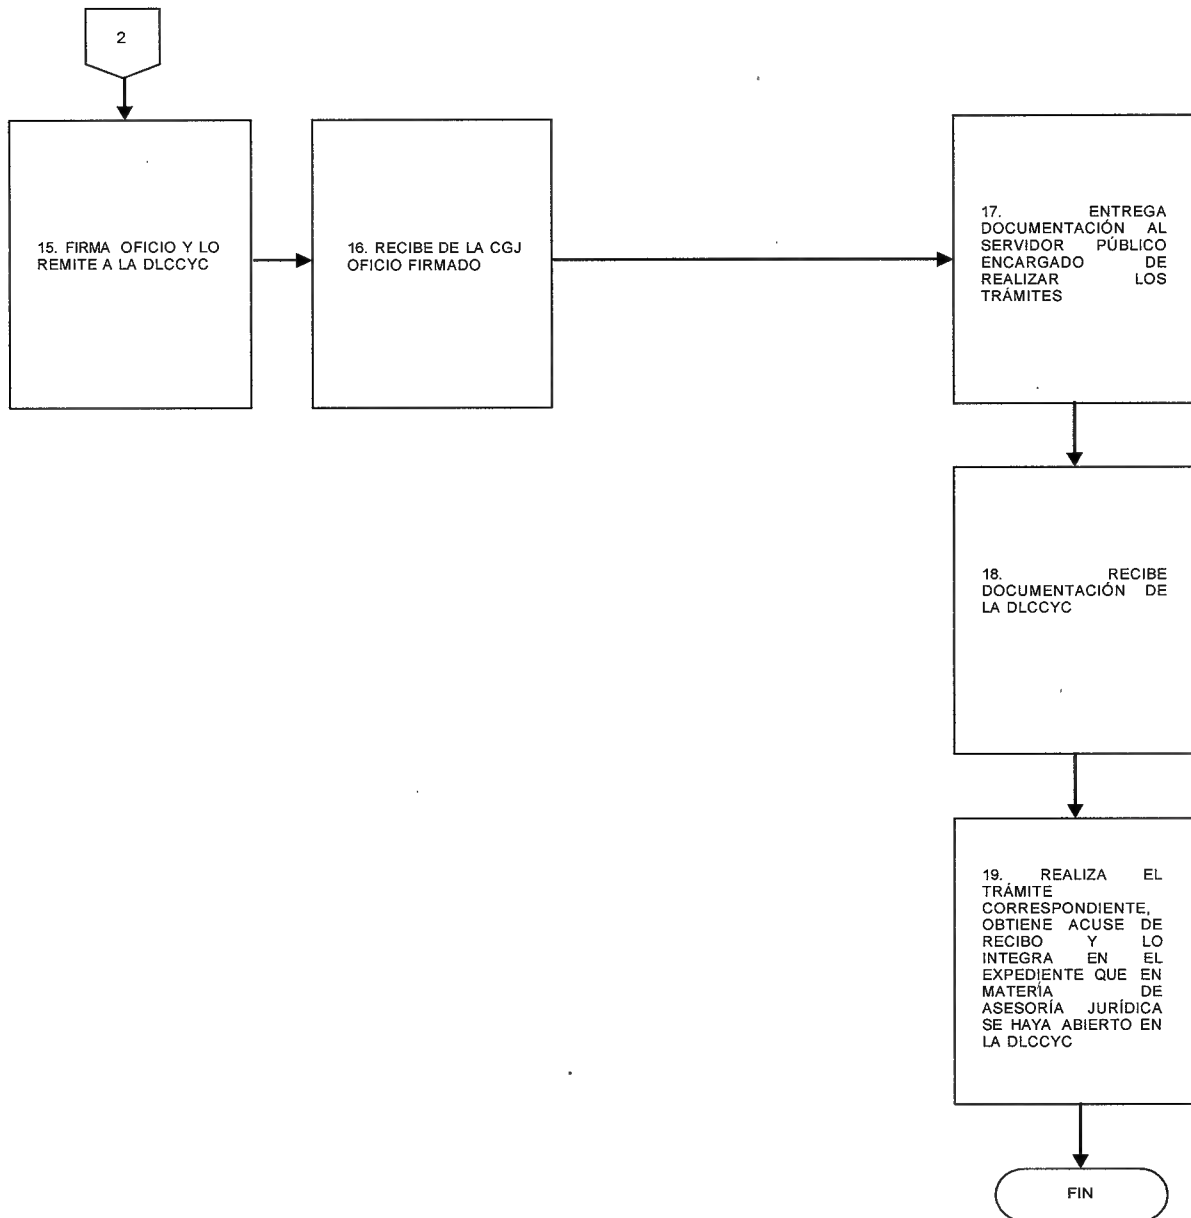 2
15. FIRMA OFICIO Y LO
REMITE A LA DLCCYC
16. RECIBE DE LA CGJ
OFICIO FIRMADO
17. ENTREGA
DOCUMENTACIÓN AL
SERVIDOR PÚBLICO
ENCARGADO DE
REALIZAR LOS
TRÁMITES
18. RECIBE
DOCUMENTACIÓN DE
LA DLCCYC
19. REALIZA EL
TRÁMITE
CORRESPONDIENTE,
OBTIENE ACUSE DE
RECIBO Y LO
INTEGRA EN EL
EXPEDIENTE QUE EN
MATERÍA DE
ASESORÍA JURÍDICA
SE HAYA ABIERTO EN
LA DLCCYC
FIN